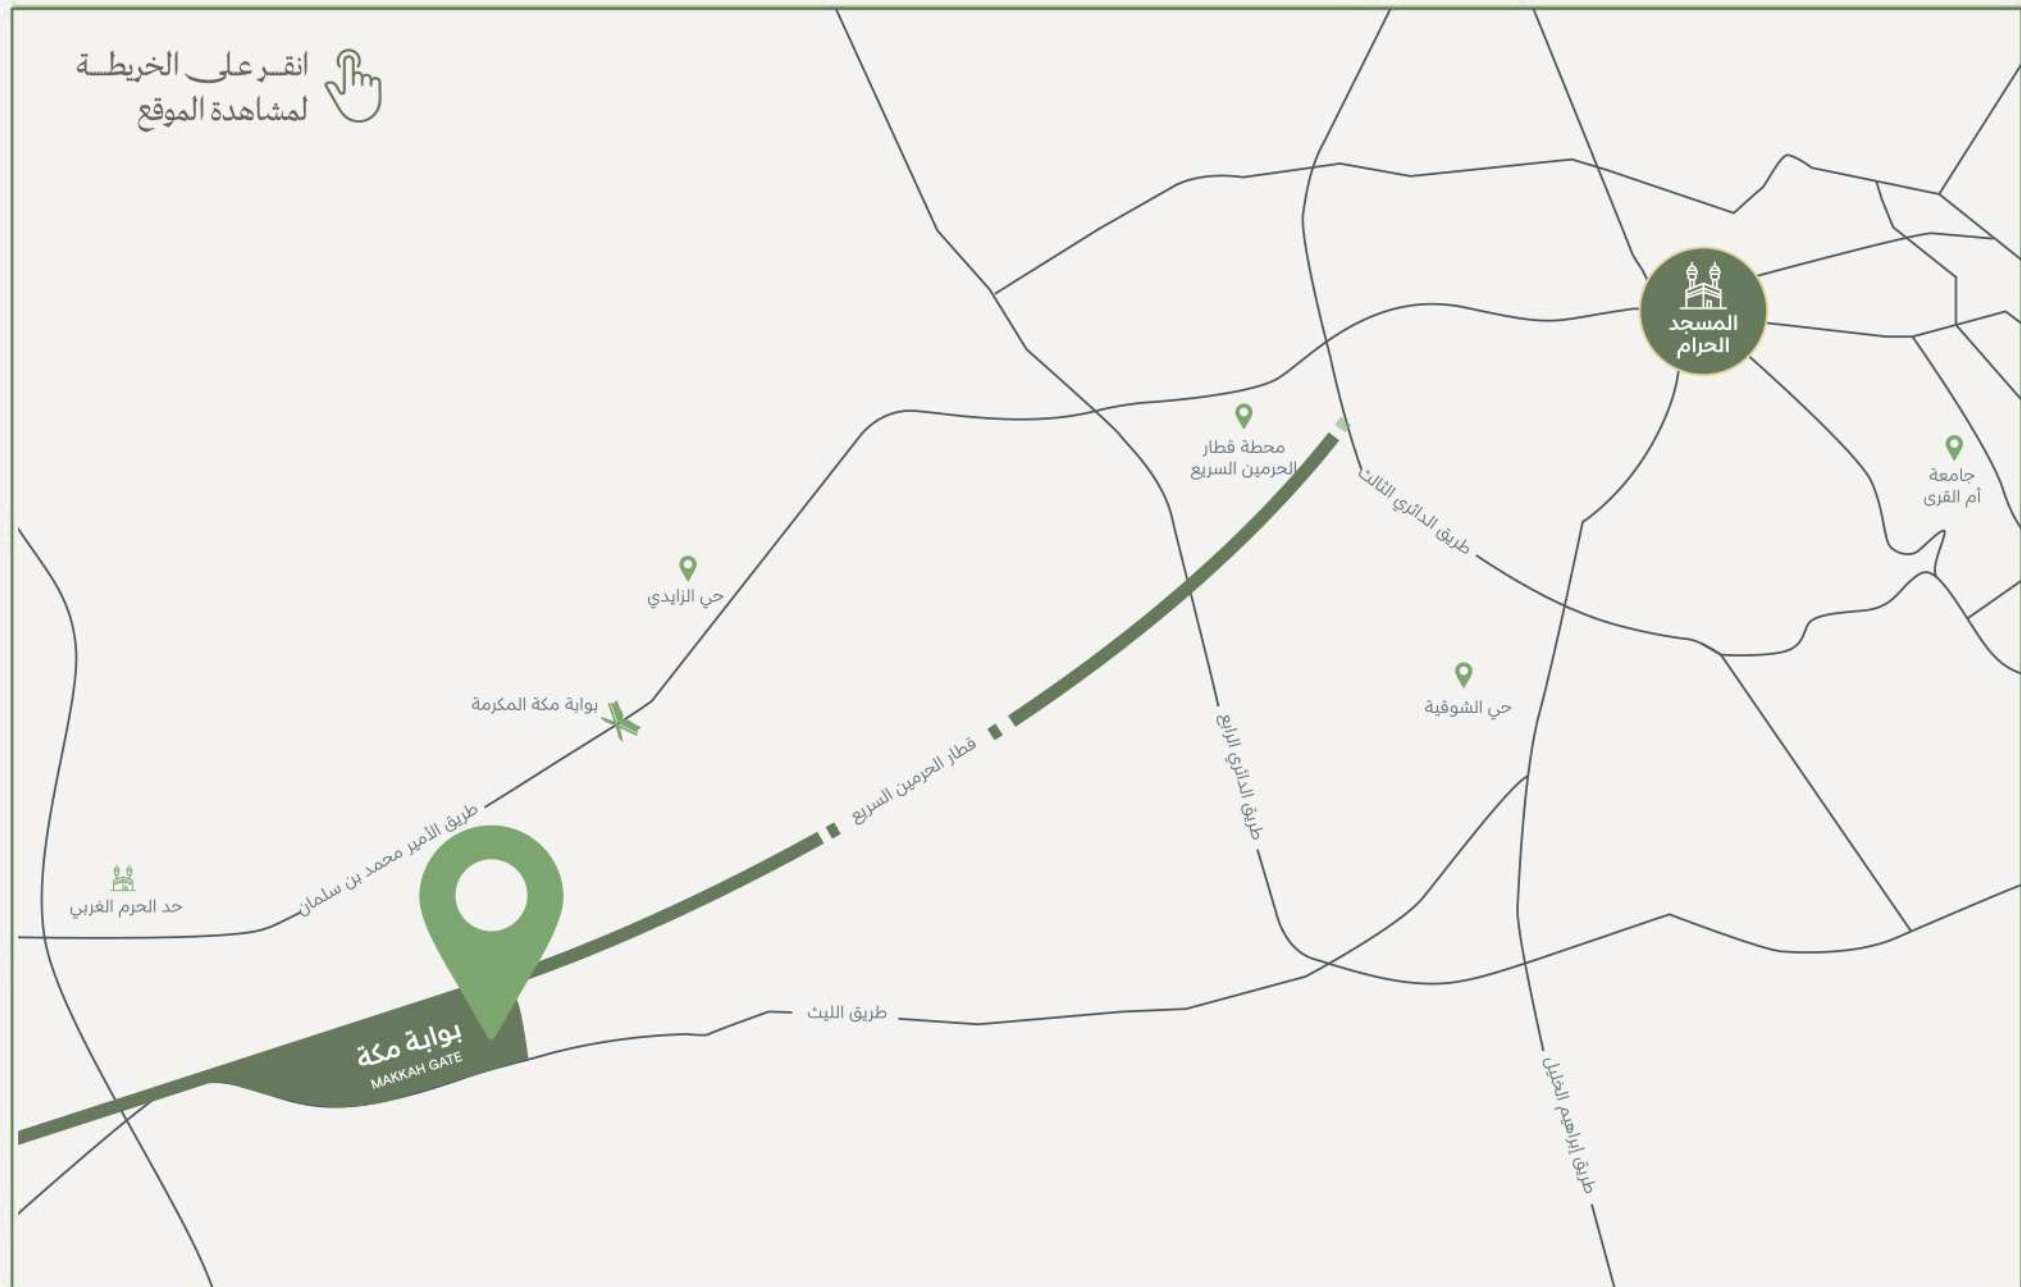 انقر على الخريطة
لمشاهدة الموقع
المسجد
الحرام
محطة قطار
الحرمين السريع
جامعة
أم القرى
طريق الدائري الثالث
حي الزايدي
حي الشوقية
بوابة مكة المكرمة
قطار الحرمين السريع
طريق الدائري الرابع
طريق الأمير محمد بن سلمان
حد الحرم الغربي
طريق الليث
بوابة مكة
MAKKAH GATE
طريق إبراهيم الخليل